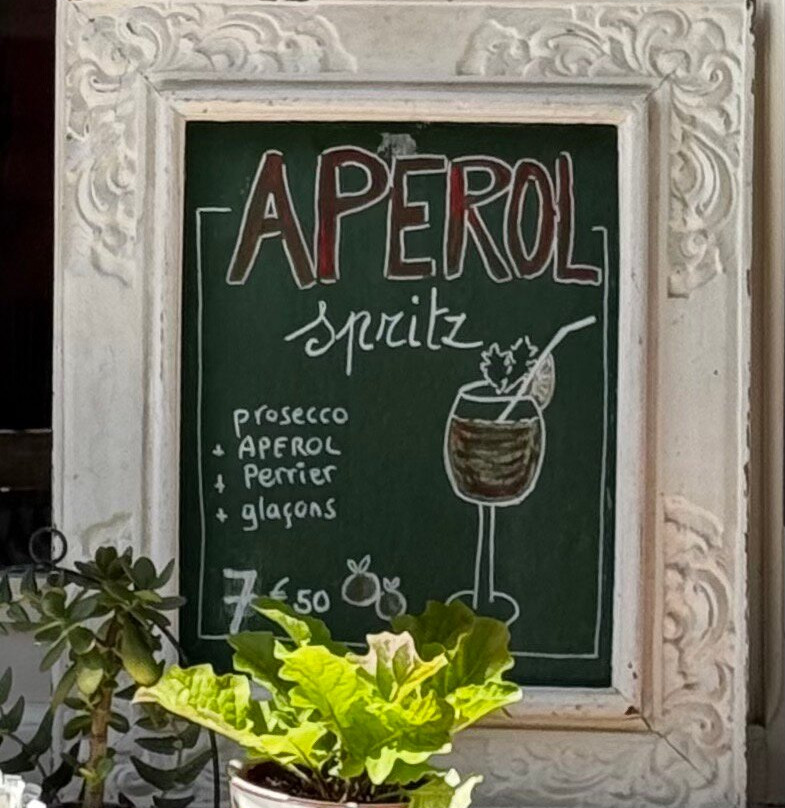 APEROL
spritz
prosecco
+ APEROL
+ Perrier
+ glaçons
7€50